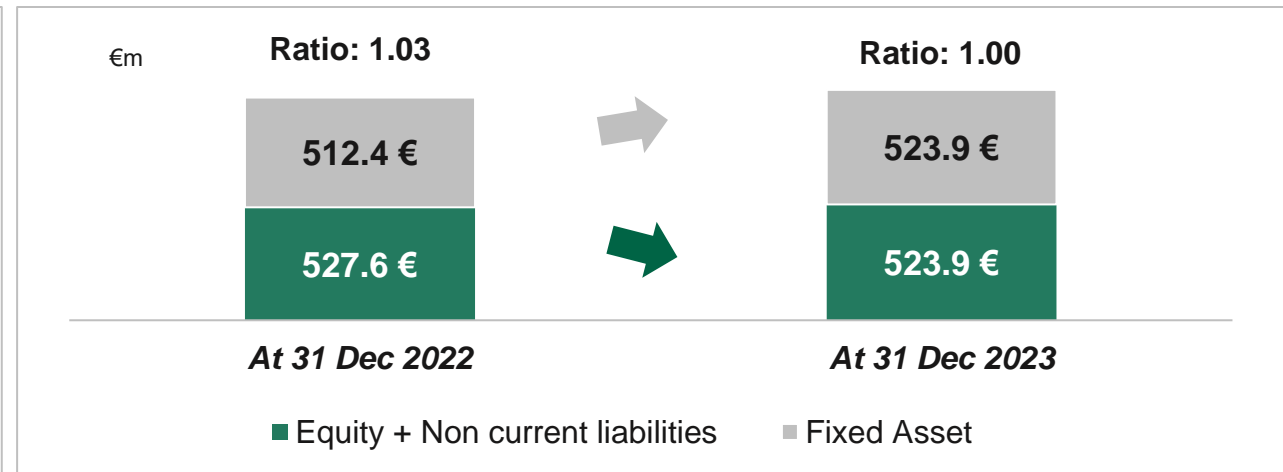 €m
Ratio: 1.03
Ratio: 1.00
512.4 €
523.9 €
527.6 €
523.9 €
At 31 Dec 2022
At 31 Dec 2023
Equity + Non current liabilities
Fixed Asset